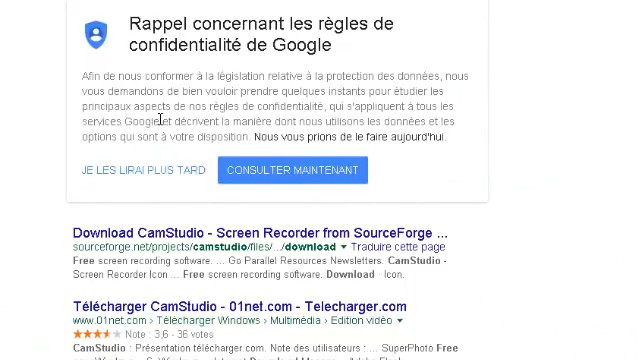 Rappel concernant les règles de
confidentialité de Google
Afin de nous conformer à la législation relative à la protection des données, nous
vous demandons de bien vouloir prendre quelques instants pour étudier les
principaux aspects de nos règles de confidentialité, qui s'appliquent à tous les
services Google et décrivent la manière dont nous utilisons les données et les
options qui sont à votre disposition. Nous vous prions de le faire aujourd'hui.
JE LES LIRAI PLUS TARD CONSULTER MAINTENANT
Download CamStudio - Screen Recorder from SourceForge ...
sourceforge.net/projects/camstudio/files/.../download ▼ Traduire cette page
Free screen recording software. ... Go Parallel Resources Newsletters. CamStudio -
Screen Recorder Icon ... Free screen recording software. Download · Icon.
Télécharger CamStudio - 01net.com - Telecharger.com
www.01net.com › Télécharger Windows › Multimédia › Edition vidéo ▼
Note : 3,6 - 36 votes
CamStudio : Présentation télécharger.com. Note des utilisateurs : ... SuperPhoto Free